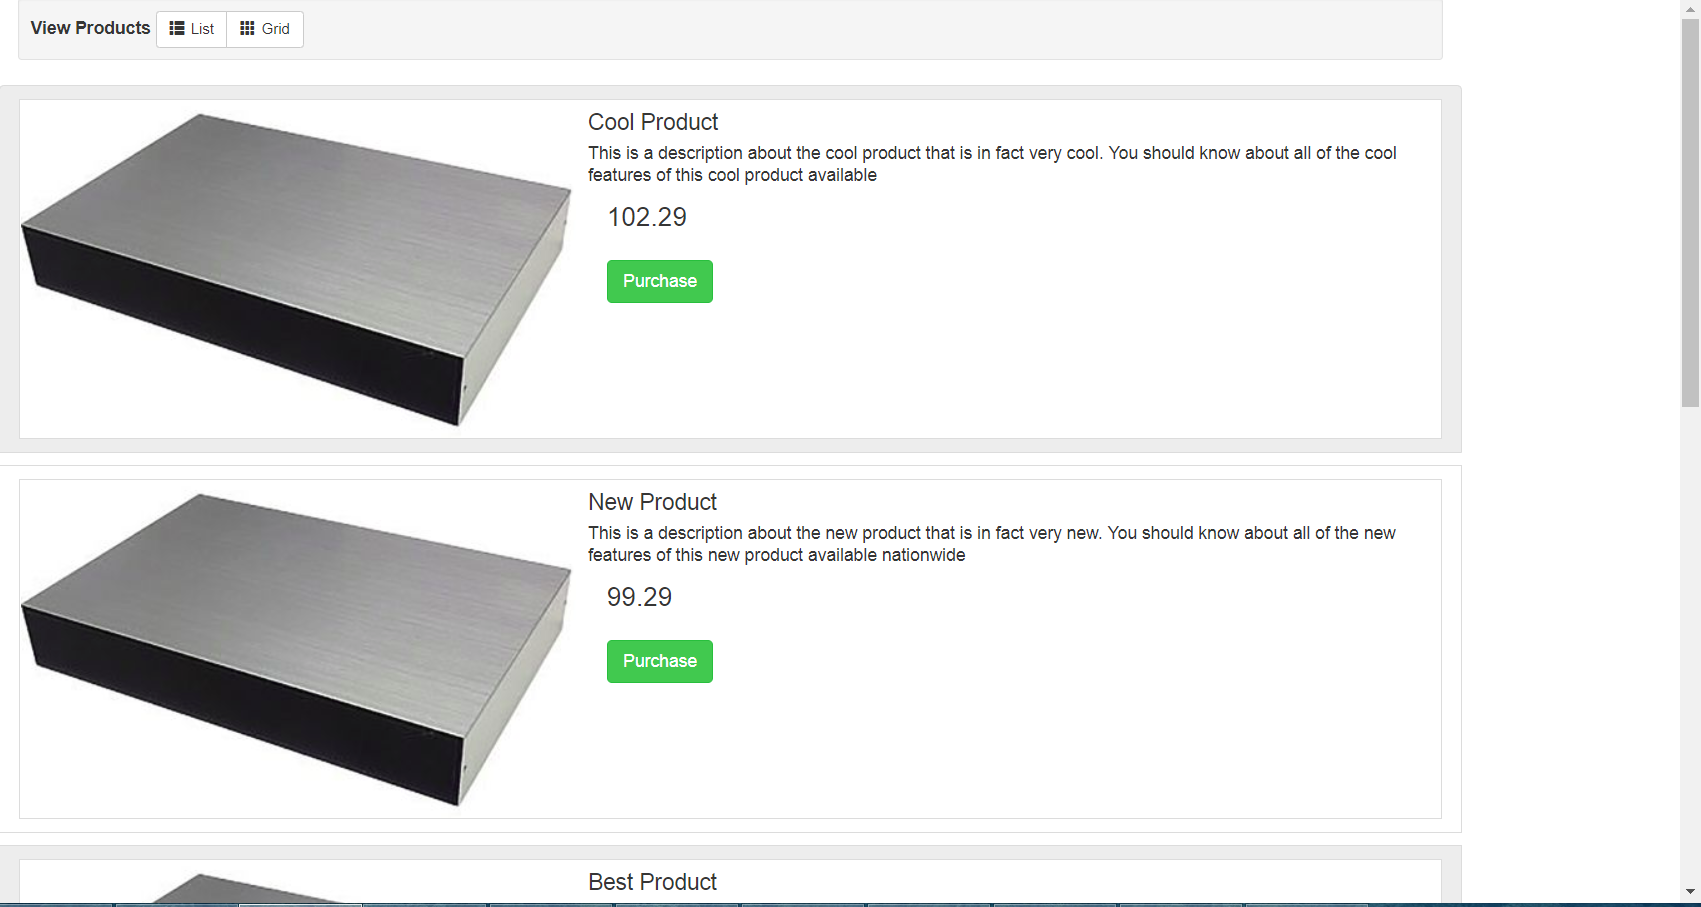 View Products List Grid
Cool Product
This is a description about the cool product that is in fact very cool. You should know about all of the cool
features of this cool product available
102.29
Purchase
New Product
This is a description about the new product that is in fact very new. You should know about all of the new
features of this new product available nationwide
99.29
Purchase
Best Product